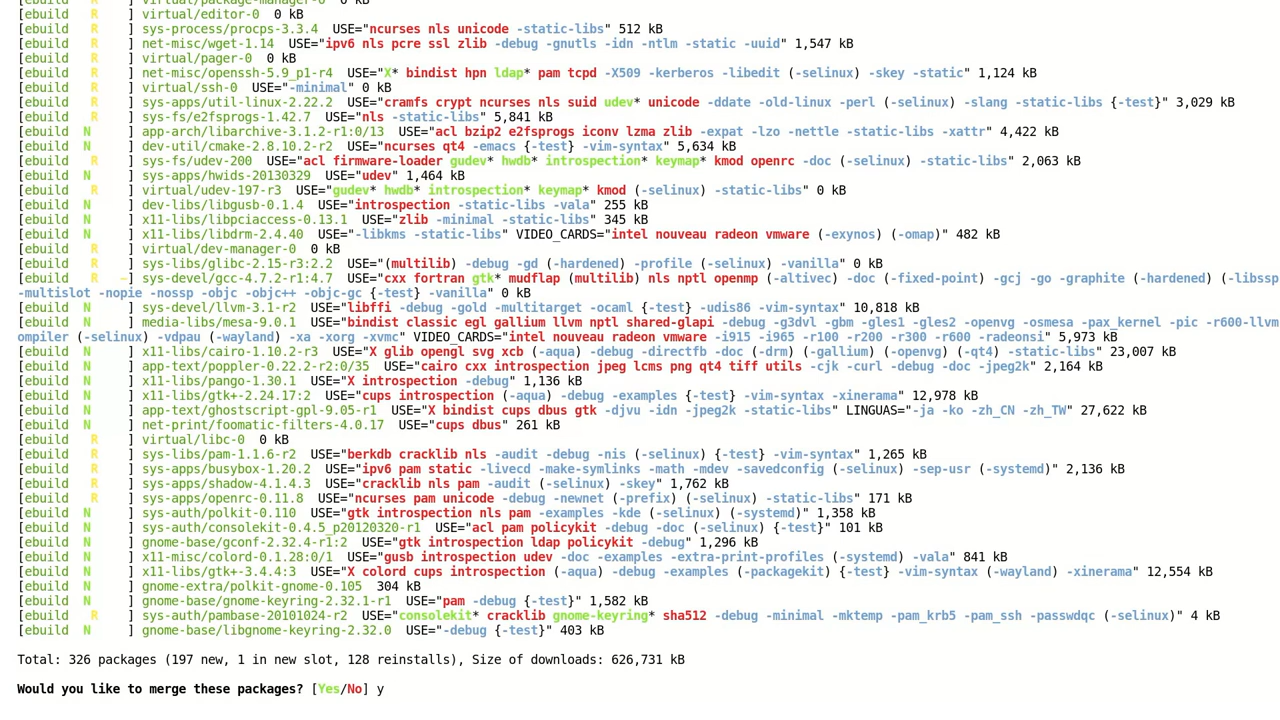 [ebuild   R    ] virtual/package-manager-0  0 kB
[ebuild   R    ] virtual/editor-0  0 kB
[ebuild   R    ] sys-process/procps-3.3.4  USE="ncurses nls unicode -static-libs" 512 kB
[ebuild   R    ] net-misc/wget-1.14  USE="ipv6 nls pcre ssl zlib -debug -gnutls -idn -ntlm -static -uuid" 1,547 kB
[ebuild   R    ] virtual/pager-0  0 kB
[ebuild   R    ] net-misc/openssh-5.9_p1-r4  USE="X* bindist hpn ldap* pam tcpd -X509 -kerberos -libedit (-selinux) -skey -static" 1,124 kB
[ebuild   R    ] virtual/ssh-0  USE="-minimal" 0 kB
[ebuild   R    ] sys-apps/util-linux-2.22.2  USE="cramfs crypt ncurses nls suid udev* unicode -ddate -old-linux -perl (-selinux) -slang -static-libs {-test}" 3,029 kB
[ebuild   R    ] sys-fs/e2fsprogs-1.42.7  USE="nls -static-libs" 5,841 kB
[ebuild  N     ] app-arch/libarchive-3.1.2-r1:0/13  USE="acl bzip2 e2fsprogs iconv lzma zlib -expat -lzo -nettle -static-libs -xattr" 4,422 kB
[ebuild  N     ] dev-util/cmake-2.8.10.2-r2  USE="ncurses qt4 -emacs {-test} -vim-syntax" 5,634 kB
[ebuild   R    ] sys-fs/udev-200  USE="acl firmware-loader gudev* hwdb* introspection* keymap* kmod openrc -doc (-selinux) -static-libs" 2,063 kB
[ebuild  N     ] sys-apps/hwids-20130329  USE="udev" 1,464 kB
[ebuild   R    ] virtual/udev-197-r3  USE="gudev* hwdb* introspection* keymap* kmod (-selinux) -static-libs" 0 kB
[ebuild  N     ] dev-libs/libgusb-0.1.4  USE="introspection -static-libs -vala" 255 kB
[ebuild  N     ] x11-libs/libpciaccess-0.13.1  USE="zlib -minimal -static-libs" 345 kB
[ebuild  N     ] x11-libs/libdrm-2.4.40  USE="-libkms -static-libs" VIDEO_CARDS="intel nouveau radeon vmware (-exynos) (-omap)" 482 kB
[ebuild   R    ] virtual/dev-manager-0  0 kB
[ebuild   R    ] sys-libs/glibc-2.15-r3:2.2  USE="(multilib) -debug -gd (-hardened) -profile (-selinux) -vanilla" 0 kB
[ebuild   R   ~] sys-devel/gcc-4.7.2-r1:4.7  USE="cxx fortran gtk* mudflap (multilib) nls nptl openmp (-altivec) -doc (-fixed-point) -gcj -go -graphite (-hardened) (-libssp
-multislot -nopie -nossp -objc -objc++ -objc-gc {-test} -vanilla" 0 kB
[ebuild  N     ] sys-devel/llvm-3.1-r2  USE="libffi -debug -gold -multitarget -ocaml {-test} -udis86 -vim-syntax" 10,818 kB
[ebuild  N     ] media-libs/mesa-9.0.1  USE="bindist classic egl gallium llvm nptl shared-glapi -debug -g3dvl -gbm -gles1 -gles2 -openvg -osmesa -pax_kernel -pic -r600-llvm
ompiler (-selinux) -vdpau (-wayland) -xa -xorg -xvmc" VIDEO_CARDS="intel nouveau radeon vmware -i915 -i965 -r100 -r200 -r300 -r600 -radeonsi" 5,973 kB
[ebuild  N     ] x11-libs/cairo-1.10.2-r3  USE="X glib opengl svg xcb (-aqua) -debug -directfb -doc (-drm) (-gallium) (-openvg) (-qt4) -static-libs" 23,007 kB
[ebuild  N     ] app-text/poppler-0.22.2-r2:0/35  USE="cairo cxx introspection jpeg lcms png qt4 tiff utils -cjk -curl -debug -doc -jpeg2k" 2,164 kB
[ebuild  N     ] x11-libs/pango-1.30.1  USE="X introspection -debug" 1,136 kB
[ebuild  N     ] x11-libs/gtk+-2.24.17:2  USE="cups introspection (-aqua) -debug -examples {-test} -vim-syntax -xinerama" 12,978 kB
[ebuild  N     ] app-text/ghostscript-gpl-9.05-r1  USE="X bindist cups dbus gtk -djvu -idn -jpeg2k -static-libs" LINGUAS="-ja -ko -zh_CN -zh_TW" 27,622 kB
[ebuild  N     ] net-print/foomatic-filters-4.0.17  USE="cups dbus" 261 kB
[ebuild   R    ] virtual/libc-0  0 kB
[ebuild   R    ] sys-libs/pam-1.1.6-r2  USE="berkdb cracklib nls -audit -debug -nis (-selinux) {-test} -vim-syntax" 1,265 kB
[ebuild   R    ] sys-apps/busybox-1.20.2  USE="ipv6 pam static -livecd -make-symlinks -math -mdev -savedconfig (-selinux) -sep-usr (-systemd)" 2,136 kB
[ebuild   R    ] sys-apps/shadow-4.1.4.3  USE="cracklib nls pam -audit (-selinux) -skey" 1,762 kB
[ebuild   R    ] sys-apps/openrc-0.11.8  USE="ncurses pam unicode -debug -newnet (-prefix) (-selinux) -static-libs" 171 kB
[ebuild  N     ] sys-auth/polkit-0.110  USE="gtk introspection nls pam -examples -kde (-selinux) (-systemd)" 1,358 kB
[ebuild  N     ] sys-auth/consolekit-0.4.5_p20120320-r1  USE="acl pam policykit -debug -doc (-selinux) {-test}" 101 kB
[ebuild  N     ] gnome-base/gconf-2.32.4-r1:2  USE="gtk introspection ldap policykit -debug" 1,296 kB
[ebuild  N     ] x11-misc/colord-0.1.28:0/1  USE="gusb introspection udev -doc -examples -extra-print-profiles (-systemd) -vala" 841 kB
[ebuild  N     ] x11-libs/gtk+-3.4.4:3  USE="X colord cups introspection (-aqua) -debug -examples (-packagekit) {-test} -vim-syntax (-wayland) -xinerama" 12,554 kB
[ebuild  N     ] gnome-extra/polkit-gnome-0.105  304 kB
[ebuild  N     ] gnome-base/gnome-keyring-2.32.1-r1  USE="pam -debug {-test}" 1,582 kB
[ebuild   R    ] sys-auth/pambase-20101024-r2  USE="consolekit* cracklib gnome-keyring* sha512 -debug -minimal -mktemp -pam_krb5 -pam_ssh -passwdqc (-selinux)" 4 kB
[ebuild  N     ] gnome-base/libgnome-keyring-2.32.0  USE="-debug {-test}" 403 kB
Total: 326 packages (197 new, 1 in new slot, 128 reinstalls), Size of downloads: 626,731 kB
Would you like to merge these packages? [Yes/No] y